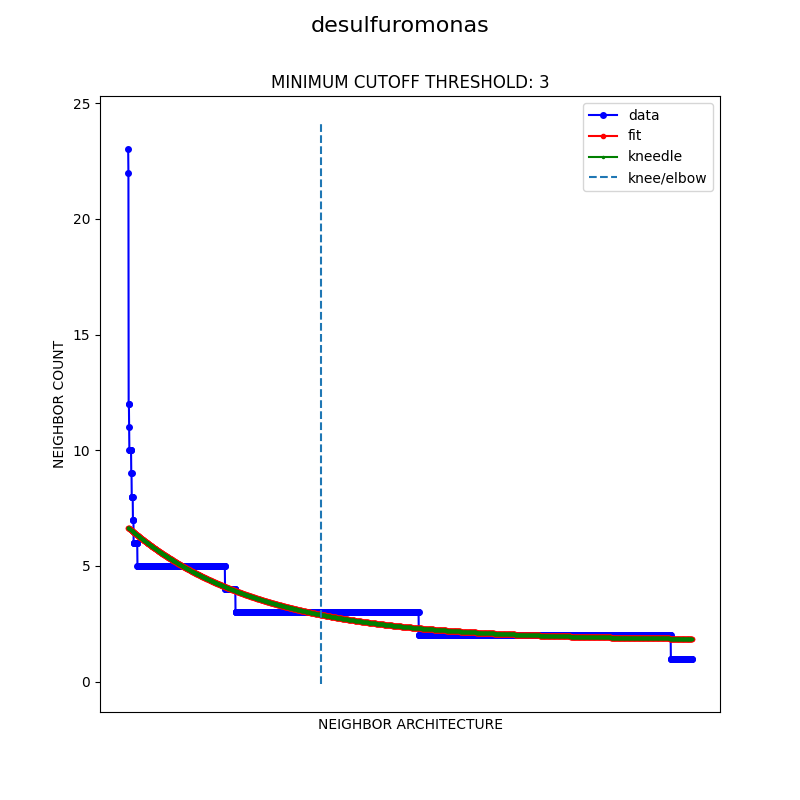 desulfuromonas
MINIMUM CUTOFF THRESHOLD: 3
25
20
15
10
5
0
NEIGHBOR COUNT
data
fit
kneedle
knee/elbow
NEIGHBOR ARCHITECTURE